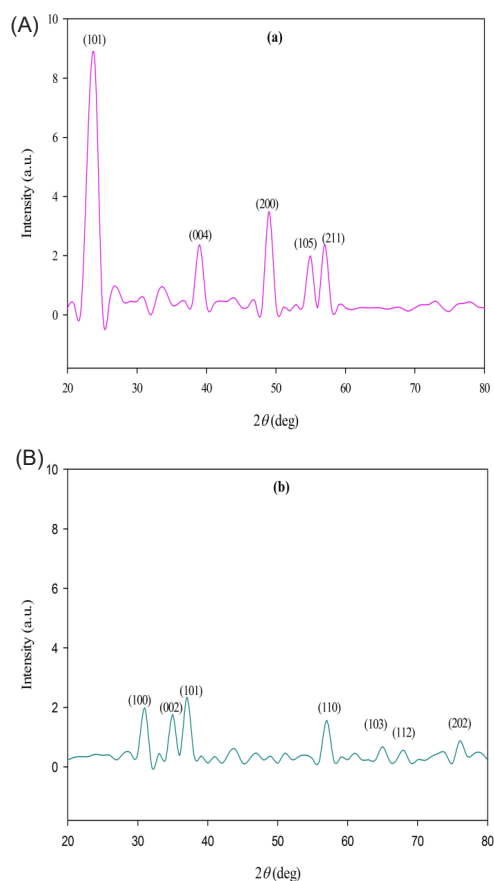 (A)
(a)
10
8
6
4
2
0
Intensity (a.u.)
(101)
(004)
(200)
(105)
(211)
20 30 40 50 60 70 80
2θ (deg)
(B)
(b)
10
8
6
4
2
0
Intensity (a.u.)
(100)
(002)
(101)
(110)
(103)
(112)
(202)
20 30 40 50 60 70 80
2θ (deg)